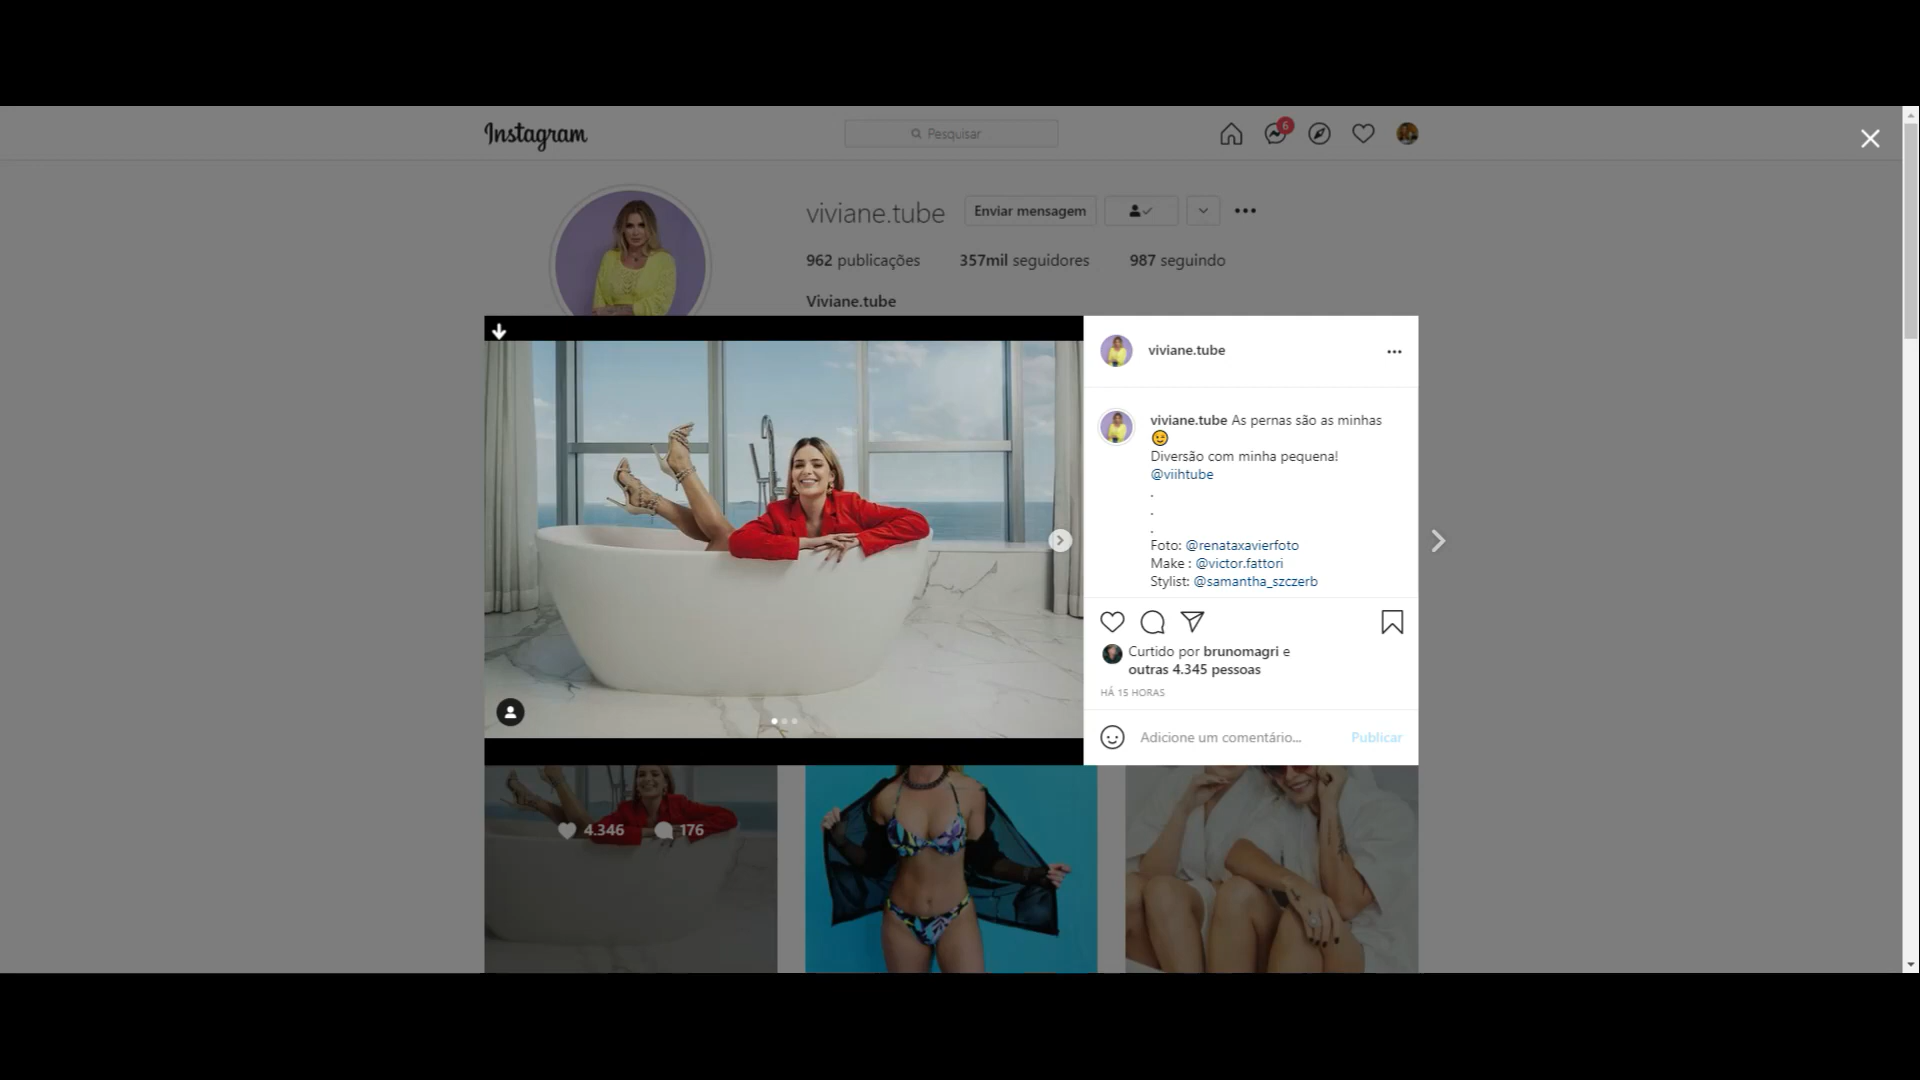 Instagram
Pesquisar
6
viviane.tube
Enviar mensagem
962 publicações
357mil seguidores
987 seguindo
Viviane.tube
viviane.tube
viviane.tube As pernas são as minhas
😉
Diversão com minha pequena!
@viihtube
.
.
.
Foto: @renataxavierfoto
Make : @victor.fattori
Stylist: @samantha_szczerb
Curtido por brunomagri e
outras 4.345 pessoas
HÁ 15 HORAS
Adicione um comentário...
Publicar
4.346
176